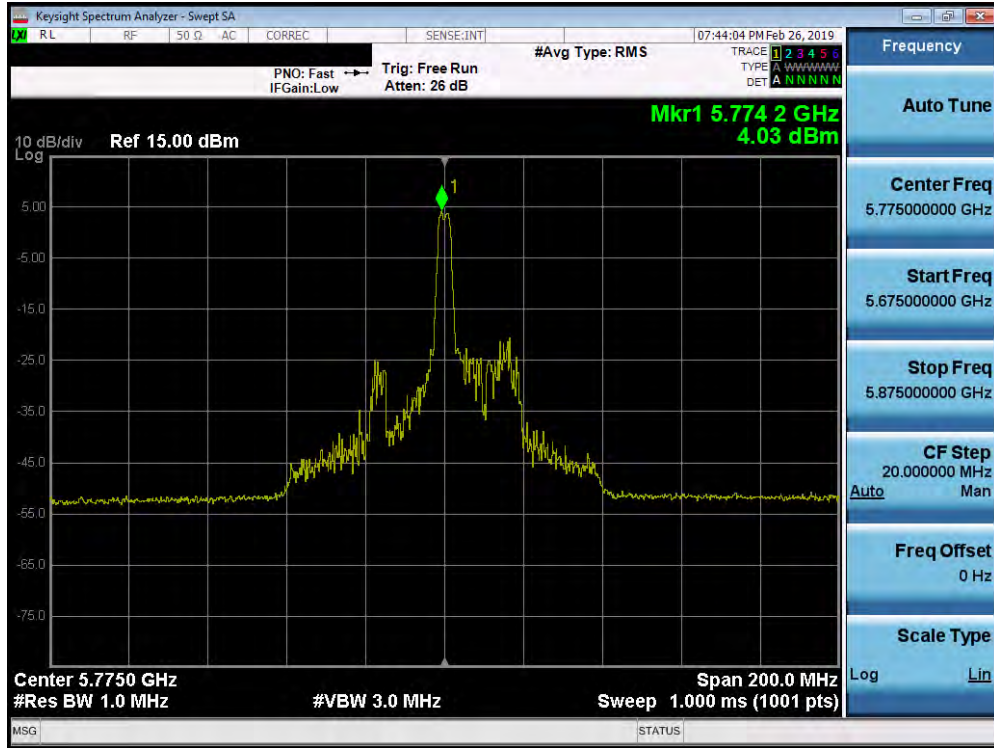 Keysight Spectrum Analyzer - Swept SA
LXI RL RF 50 Ω AC CORREC SENSE:INT 07:44:04 PM Feb 26, 2019
#Avg Type: RMS TRACE 1 2 3 4 5 6
PNO: Fast Trig: Free Run TYPE A WWWWW
IFGain:Low Atten: 26 dB DET A N N N N N
Mkr1 5.774 2 GHz
10 dB/div Ref 15.00 dBm 4.03 dBm
Log
1
5.00
-5.00
-15.0
-25.0
-35.0
-45.0
-55.0
-65.0
-75.0
Center 5.7750 GHz Span 200.0 MHz
#Res BW 1.0 MHz #VBW 3.0 MHz Sweep 1.000 ms (1001 pts)
MSG STATUS
Frequency
Auto Tune
Center Freq
5.775000000 GHz
Start Freq
5.675000000 GHz
Stop Freq
5.875000000 GHz
CF Step
20.000000 MHz
Auto Man
Freq Offset
0 Hz
Scale Type
Log Lin